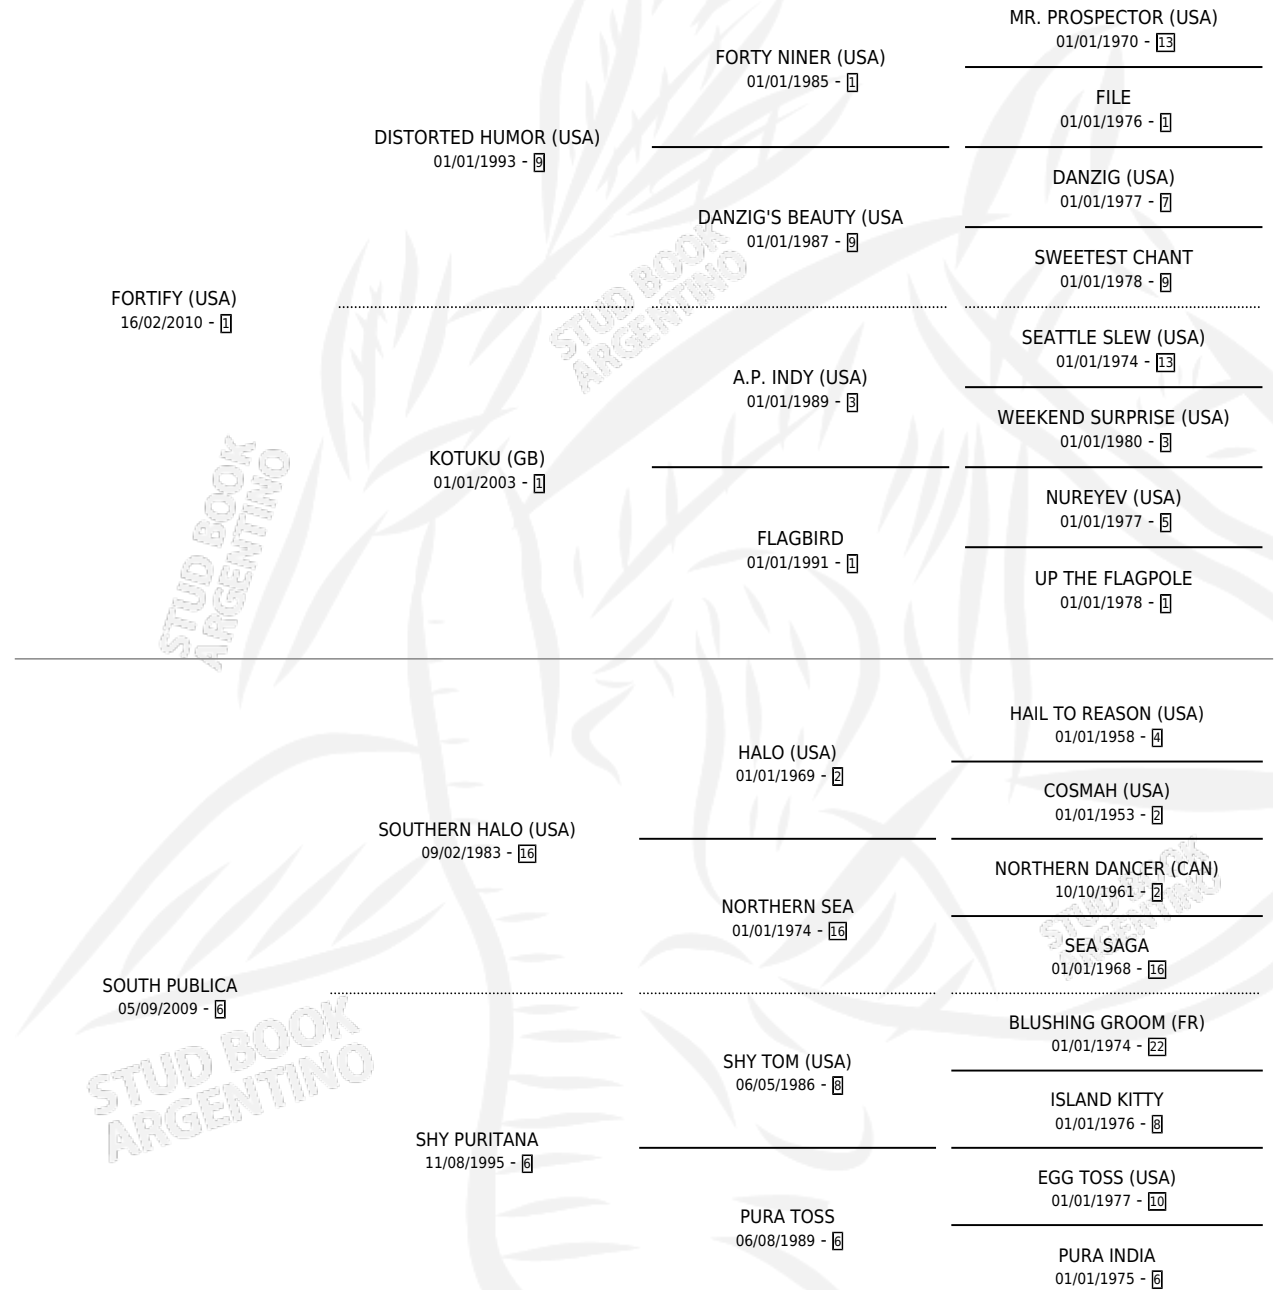 MR. PROSPECTOR (USA)
01/01/1970 - 13
FORTY NINER (USA)
01/01/1985 - 1
FILE
01/01/1976 - 1
DISTORTED HUMOR (USA)
01/01/1993 - 9
DANZIG (USA)
01/01/1977 - 7
DANZIG'S BEAUTY (USA
01/01/1987 - 9
SWEETEST CHANT
01/01/1978 - 9
FORTIFY (USA)
16/02/2010 - 1
STUD BOOK
ARGENTINO
SEATTLE SLEW (USA)
01/01/1974 - 13
A.P. INDY (USA)
01/01/1989 - 3
WEEKEND SURPRISE (USA)
01/01/1980 - 3
KOTUKU (GB)
01/01/2003 - 1
NUREYEV (USA)
01/01/1977 - 5
FLAGBIRD
01/01/1991 - 1
UP THE FLAGPOLE
01/01/1978 - 1
STUD BOOK
ARGENTINO
HAIL TO REASON (USA)
01/01/1958 - 4
HALO (USA)
01/01/1969 - 2
COSMAH (USA)
01/01/1953 - 2
SOUTHERN HALO (USA)
09/02/1983 - 16
NORTHERN DANCER (CAN)
10/10/1961 - 2
NORTHERN SEA
01/01/1974 - 16
STUD BOOK
ARGENTINO
SEA SAGA
01/01/1968 - 16
SOUTH PUBLICA
05/09/2009 - 6
BLUSHING GROOM (FR)
01/01/1974 - 22
SHY TOM (USA)
06/05/1986 - 8
ISLAND KITTY
01/01/1976 - 8
STUD BOOK
ARGENTINO
SHY PURITANA
11/08/1995 - 6
EGG TOSS (USA)
01/01/1977 - 10
PURA TOSS
06/08/1989 - 6
PURA INDIA
01/01/1975 - 6